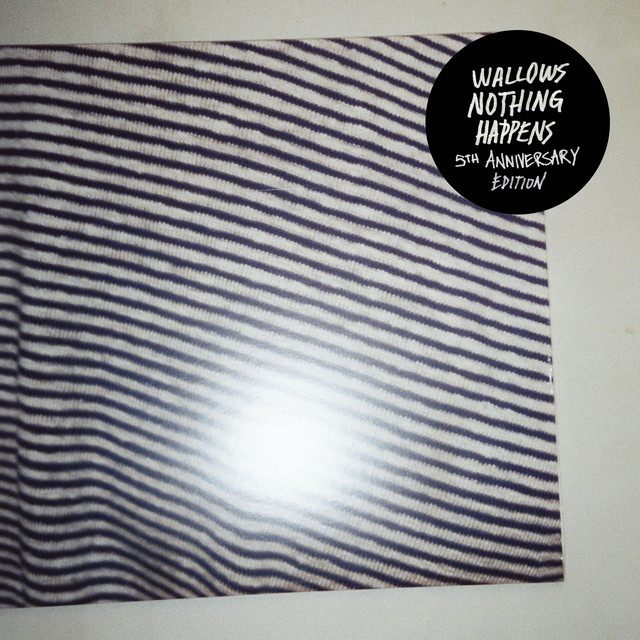 WALLOWS
NOTHING
HAPPENS
5TH ANNIVERSARY
EDITION